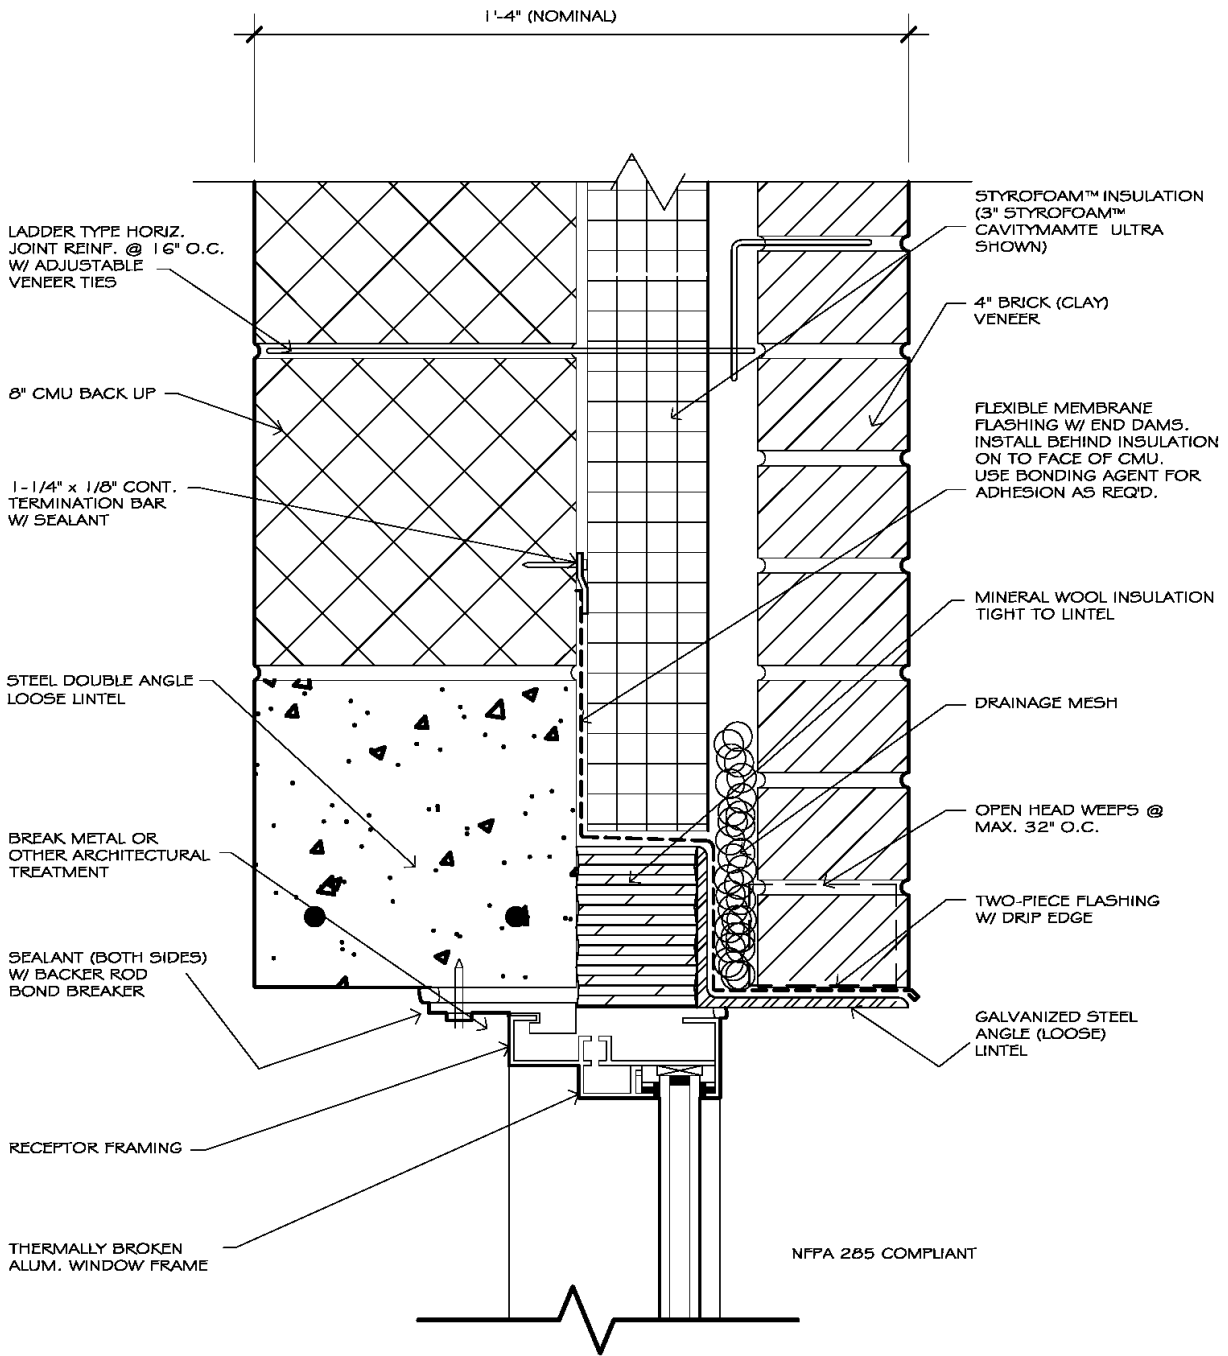 1'-4" (NOMINAL)
LADDER TYPE HORIZ.
JOINT REINF. @ 16" O.C.
W/ ADJUSTABLE
VENEER TIES
8" CMU BACK UP
1-1/4" x 1/8" CONT.
TERMINATION BAR
W/ SEALANT
STEEL DOUBLE ANGLE
LOOSE LINTEL
BREAK METAL OR
OTHER ARCHITECTURAL
TREATMENT
SEALANT (BOTH SIDES)
W/ BACKER ROD
BOND BREAKER
RECEPTOR FRAMING
THERMALLY BROKEN
ALUM. WINDOW FRAME
STYROFOAM™ INSULATION
(3" STYROFOAM™
CAVITYMAMTE ULTRA
SHOWN)
4" BRICK (CLAY)
VENEER
FLEXIBLE MEMBRANE
FLASHING W/ END DAMS.
INSTALL BEHIND INSULATION
ON TO FACE OF CMU.
USE BONDING AGENT FOR
ADHESION AS REQ'D.
MINERAL WOOL INSULATION
TIGHT TO LINTEL
DRAINAGE MESH
OPEN HEAD WEEPS @
MAX. 32" O.C.
TWO-PIECE FLASHING
W/ DRIP EDGE
GALVANIZED STEEL
ANGLE (LOOSE)
LINTEL
NFPA 285 COMPLIANT